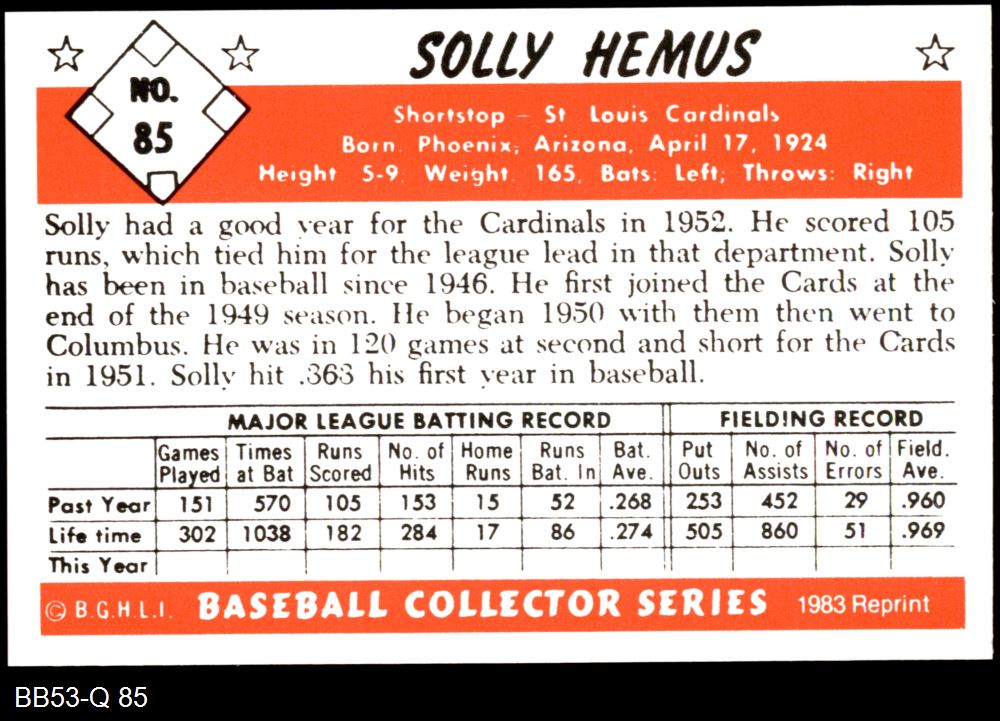 SOLLY HEMUS
NO.
85
Shortstop – St Louis Cardinals
Born. Phoenix, Arizona, April 17, 1924
Height 5-9. Weight 165. Bats: Left; Throws: Right
Solly had a good year for the Cardinals in 1952. He scored 105
runs, which tied him for the league lead in that department. Solly
has been in baseball since 1946. He first joined the Cards at the
end of the 1949 season. He began 1950 with them then went to
Columbus. He was in 120 games at second and short for the Cards
in 1951. Solly hit .363 his first year in baseball.
MAJOR LEAGUE BATTING RECORD FIELDING RECORD
Games Times Runs No. of Home Runs Bat. Put No. of No. of Field.
Played at Bat Scored Hits Runs Bat. In Ave. Outs Assists Errors Ave.
Past Year 151 570 105 153 15 52 .268 253 452 29 .960
Life time 302 1038 182 284 17 86 .274 505 860 51 .969
This Year
© B.G.H.L.I. BASEBALL COLLECTOR SERIES 1983 Reprint
BB53-Q 85